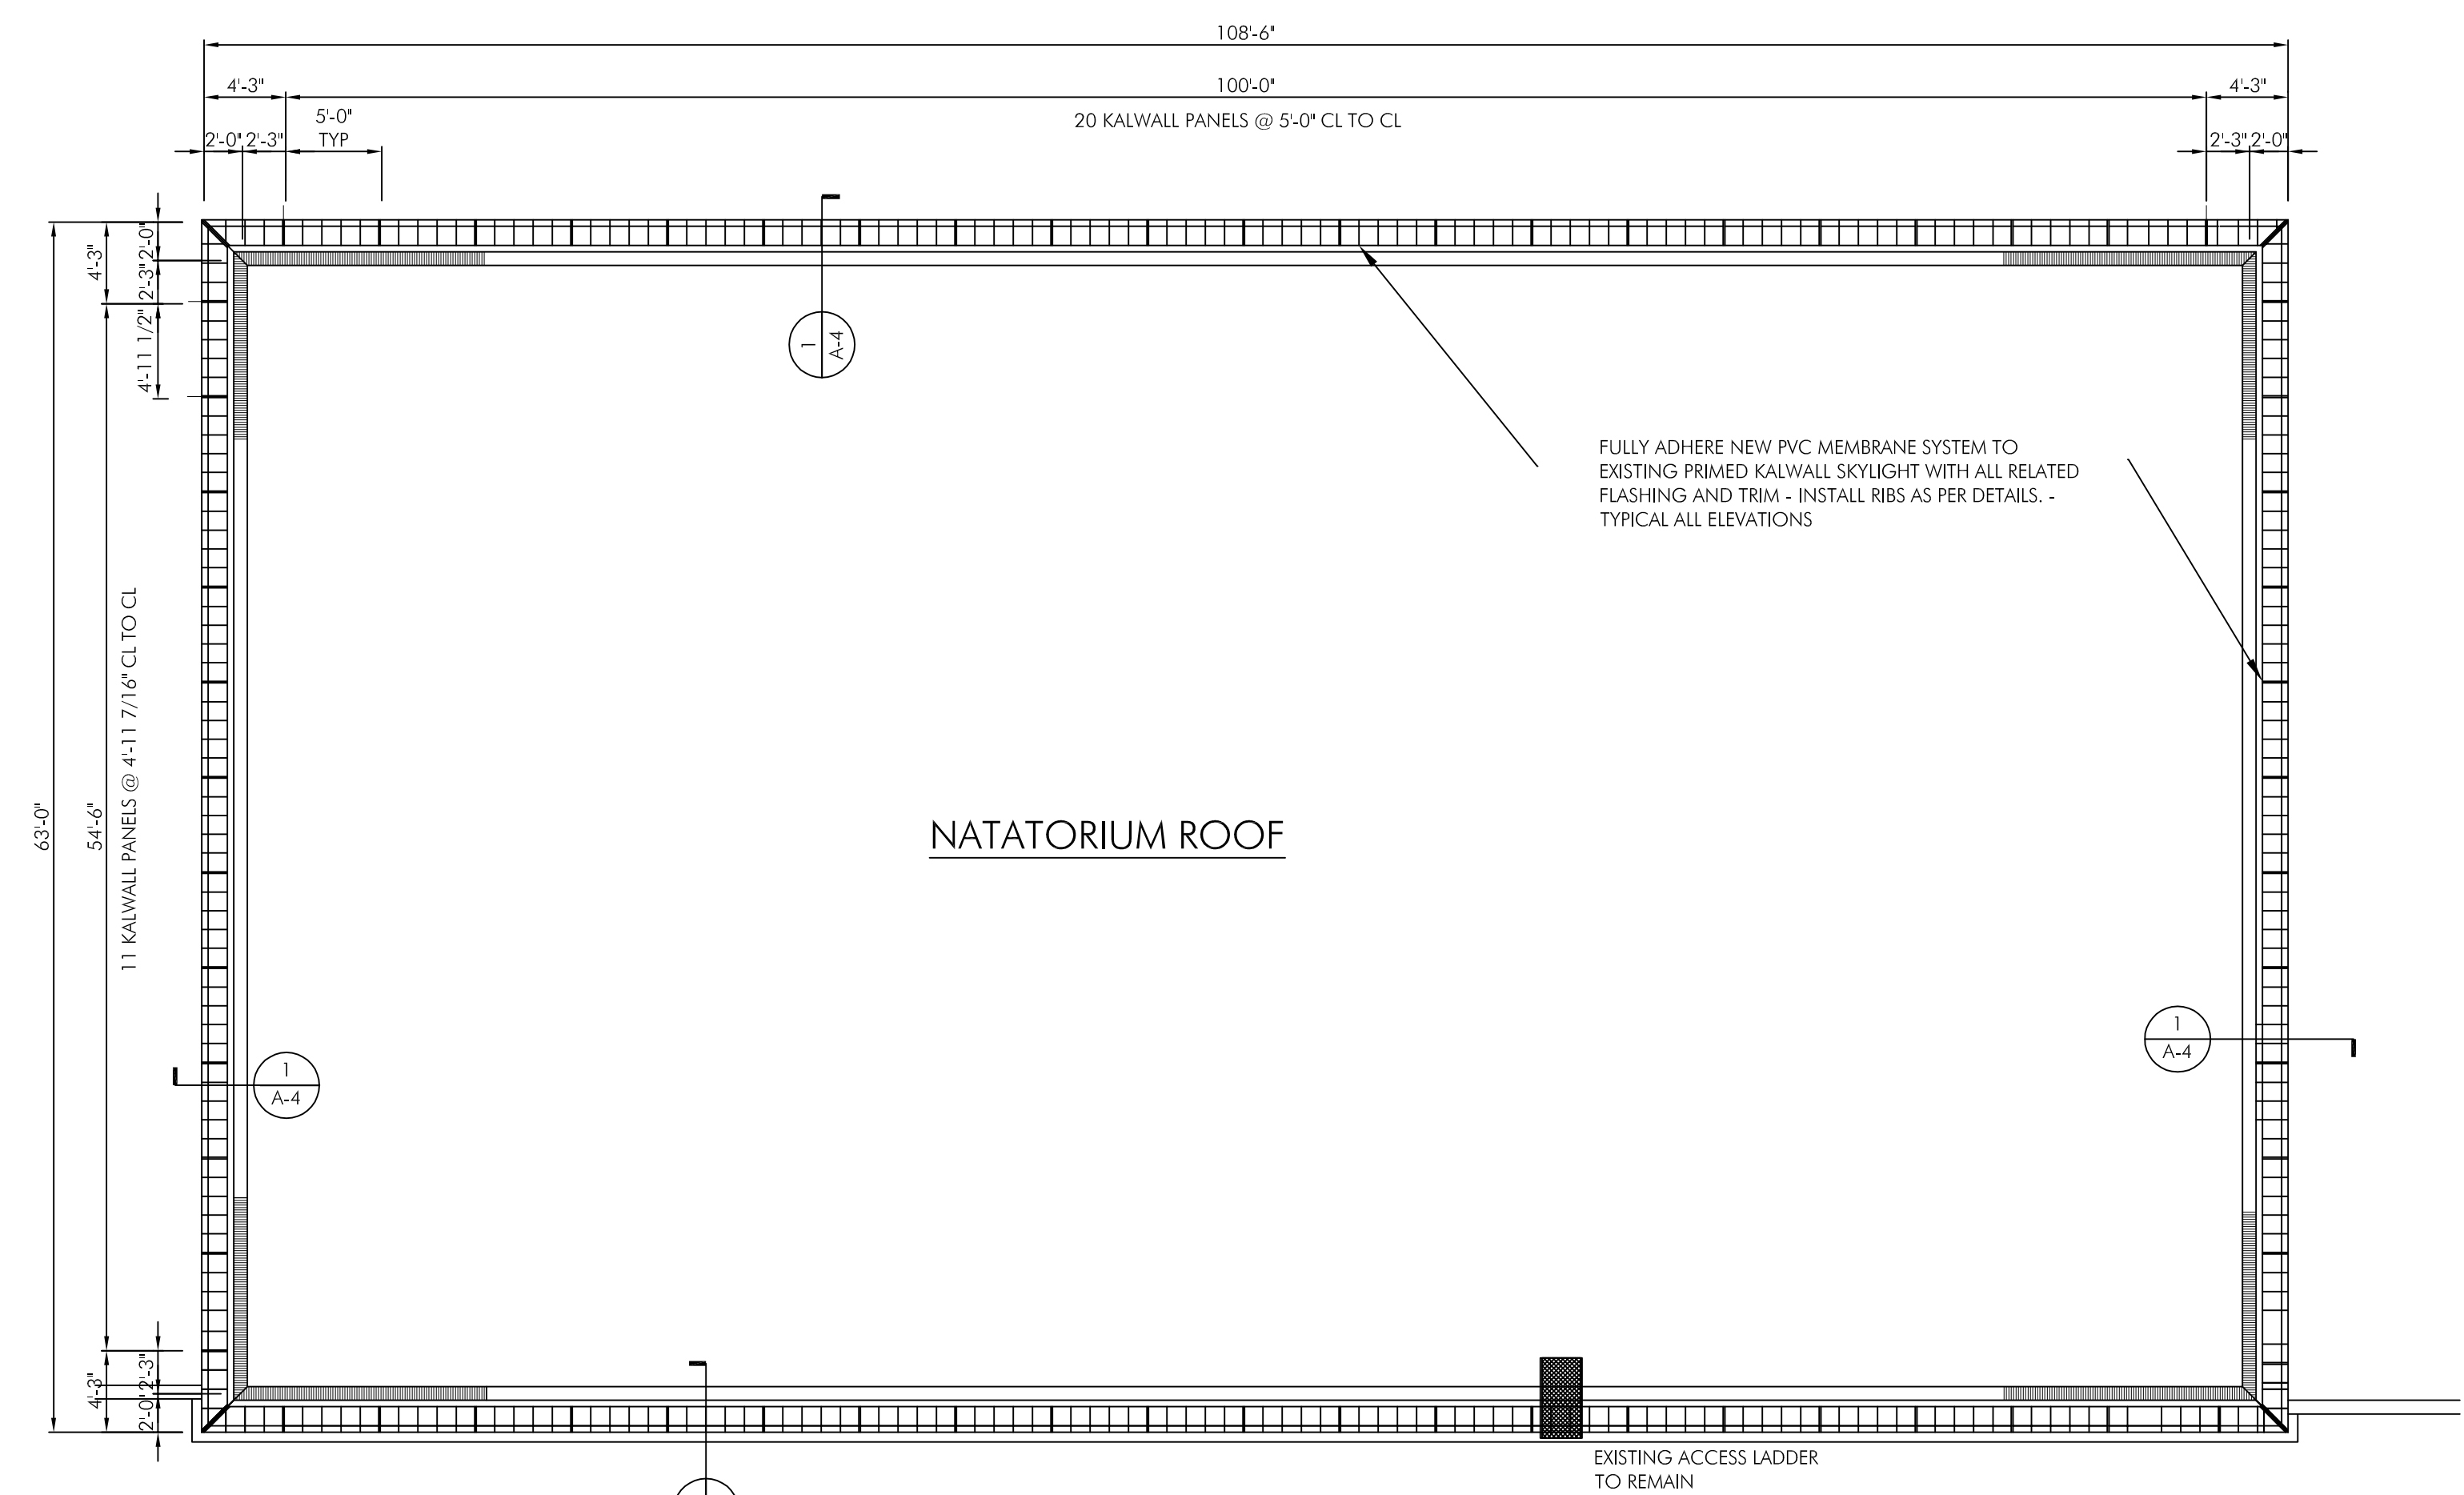 108'-6"
4'-3"
100'-0"
4'-3"
5'-0"
TYP
20 KALWALL PANELS @ 5'-0" CL TO CL
2'-0" 2'-3"
2'-3" 2'-0"
4'-3"
2'-0"
2'-3"
4'-11 1/2"
1
A-4
FULLY ADHERE NEW PVC MEMBRANE SYSTEM TO
EXISTING PRIMED KALWALL SKYLIGHT WITH ALL RELATED
FLASHING AND TRIM - INSTALL RIBS AS PER DETAILS. -
TYPICAL ALL ELEVATIONS
63'-0"
54'-6"
11 KALWALL PANELS @ 4'-11 7/16" CL TO CL
NATATORIUM ROOF
1
A-4
1
A-4
4'-3"
2'-3"
2'-0"
EXISTING ACCESS LADDER
TO REMAIN